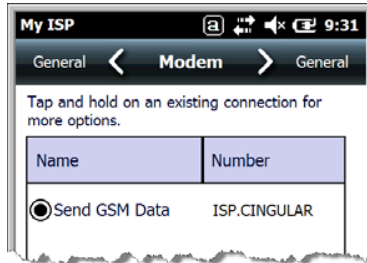 My ISP a 9:31
General Modem General
Tap and hold on an existing connection for
more options.
Name Number
Send GSM Data ISP.CINGULAR